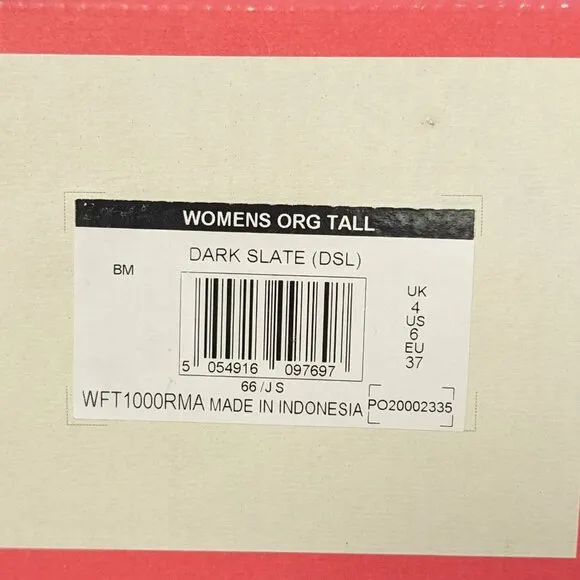 WOMENS ORG TALL
DARK SLATE (DSL)
BM
5 054916 097697
66 /J S
UK
4
US
6
EU
37
WFT1000RMA MADE IN INDONESIA
PO20002335